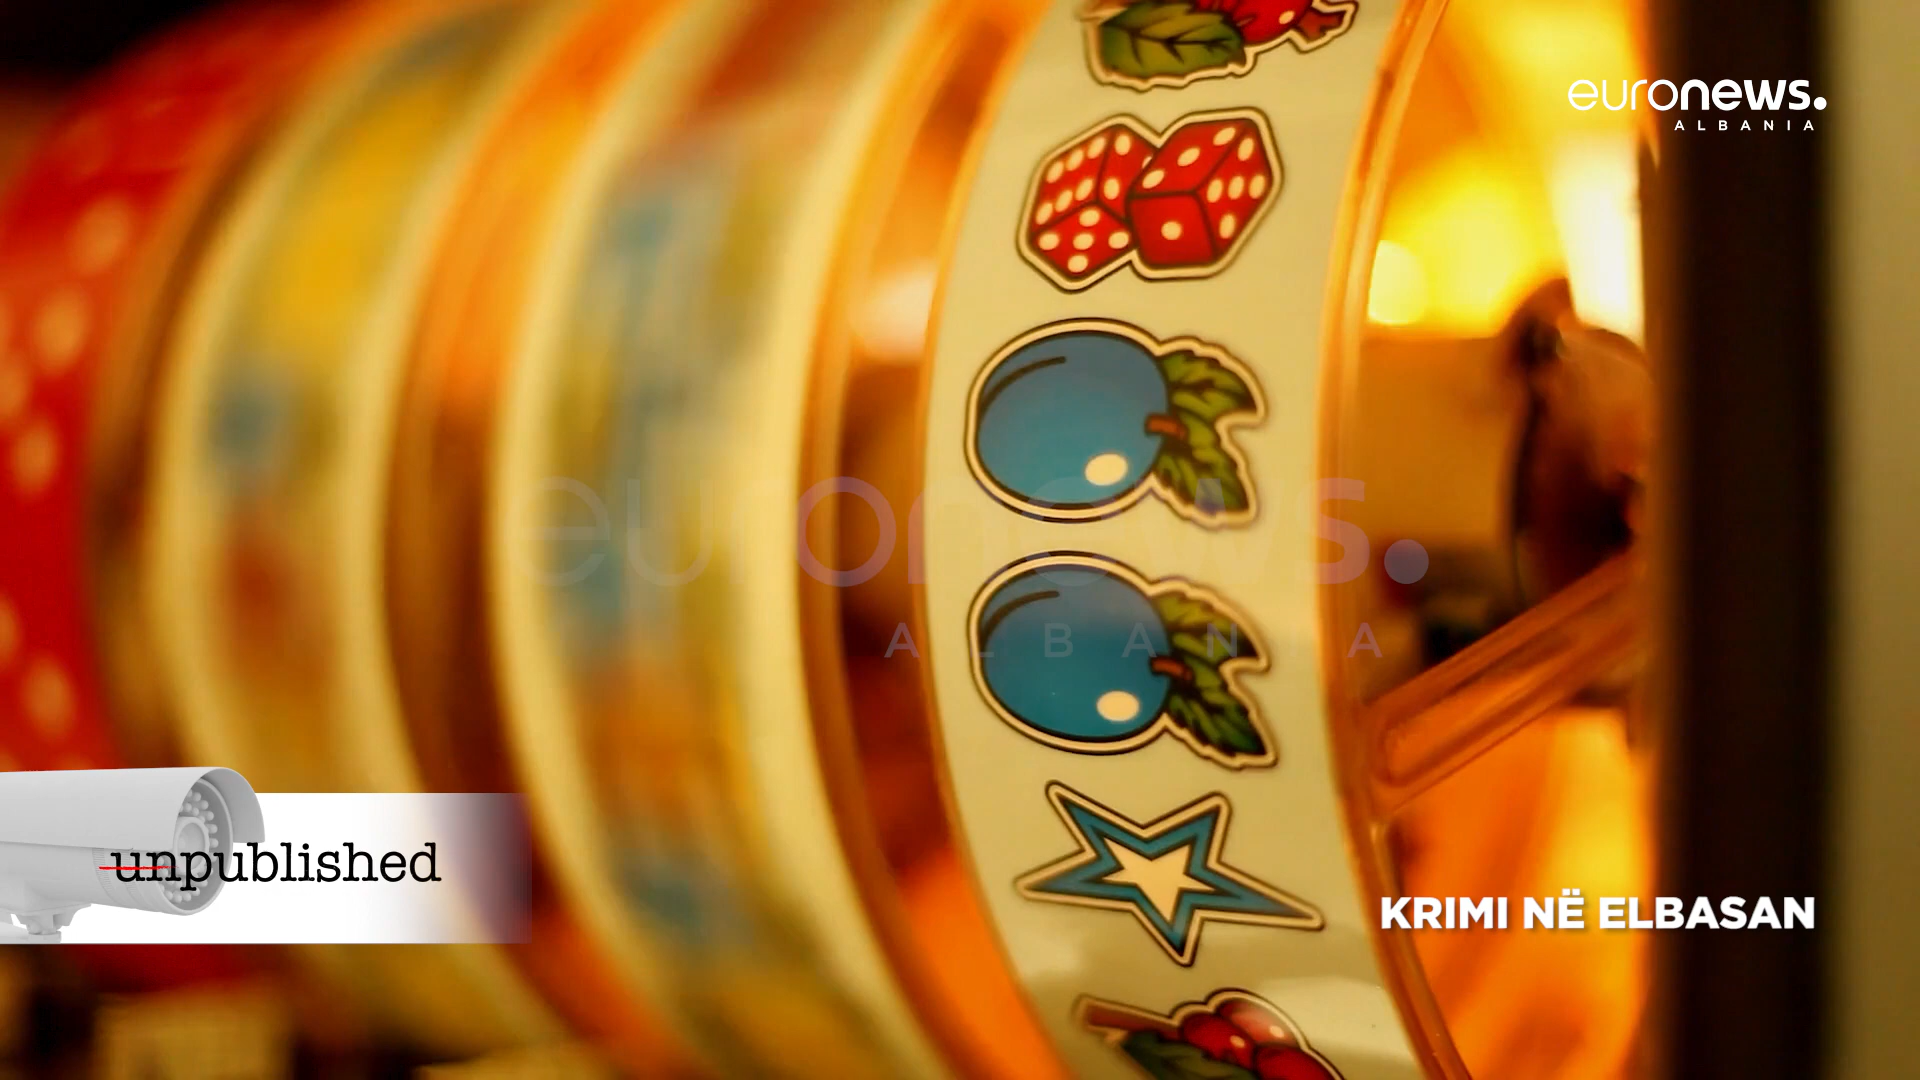 euronews.
ALBANIA
euronews.
ALBANIA
unpublished
KRIMI NË ELBASAN